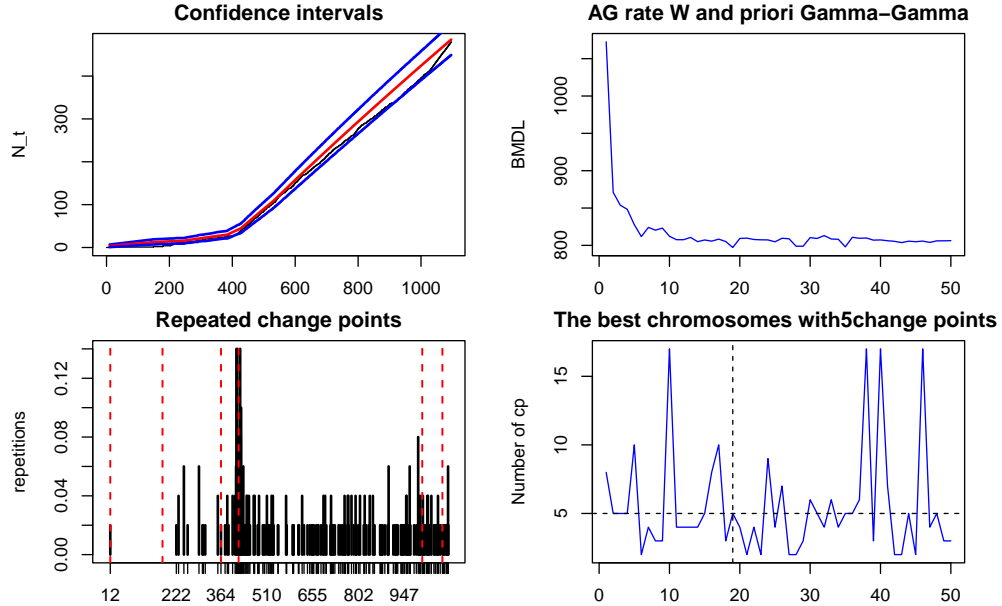 Confidence intervals
N_t
0 100 300
0 200 400 600 800 1000
AG rate W and priori Gamma−Gamma
BMDL
800 900 1000
0 10 20 30 40 50
Repeated change points
repetitions
0.00 0.04 0.08 0.12
12 222 364 510 655 802 947
The best chromosomes with5change points
Number of cp
5 10 15
0 10 20 30 40 50